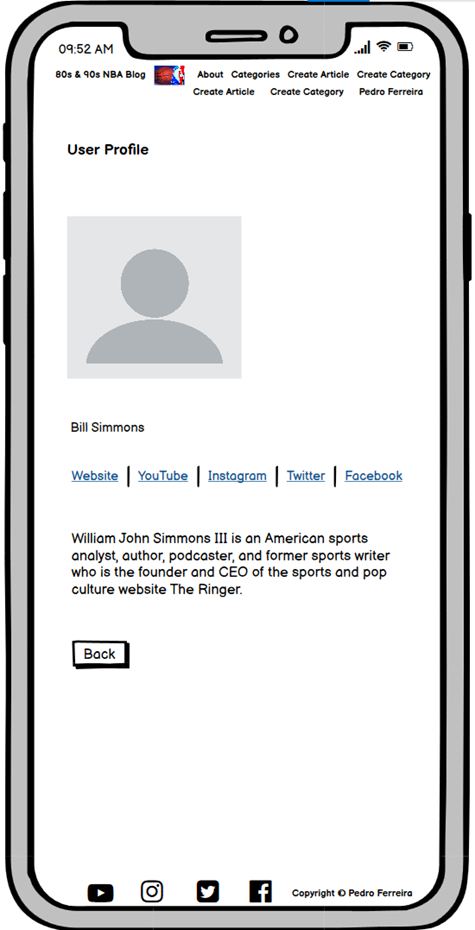 09:52 AM
80s & 90s NBA Blog About Categories Create Article Create Category
Create Article Create Category Pedro Ferreira
User Profile
Bill Simmons
Website | YouTube | Instagram | Twitter | Facebook
William John Simmons III is an American sports
analyst, author, podcaster, and former sports writer
who is the founder and CEO of the sports and pop
culture website The Ringer.
Back
Copyright © Pedro Ferreira